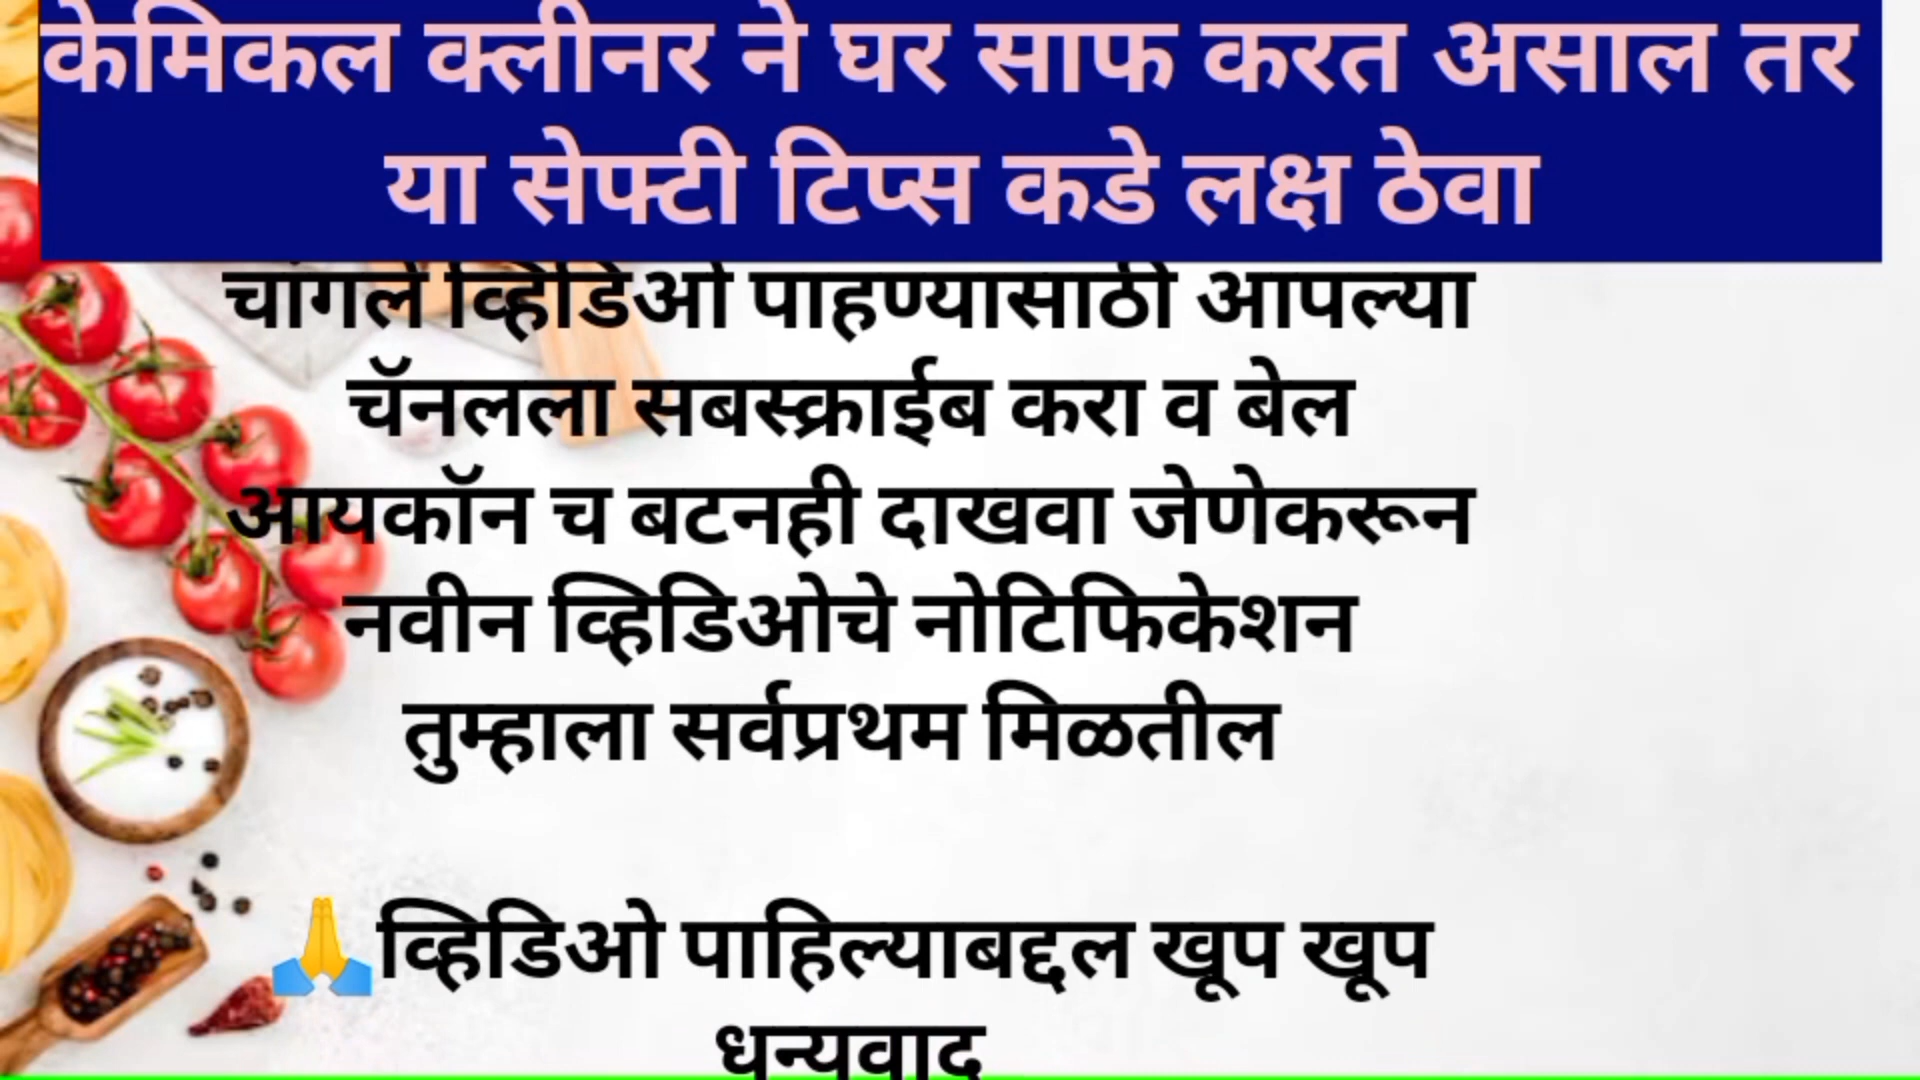 केमिकल क्लीनर ने घर साफ करत असाल तर
या सेफ्टी टिप्स कडे लक्ष ठेवा
चांगले व्हिडिओ पाहण्यासाठी आपल्या
चॅनलला सबस्क्राईब करा व बेल
आयकॉन च बटनही दाखवा जेणेकरून
नवीन व्हिडिओचे नोटिफिकेशन
तुम्हाला सर्वप्रथम मिळतील
🙏व्हिडिओ पाहिल्याबद्दल खूप खूप
धन्यवाद